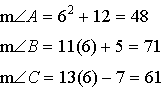 m∠A = 6² + 12 = 48
m∠B = 11(6) + 5 = 71
m∠C = 13(6) − 7 = 61